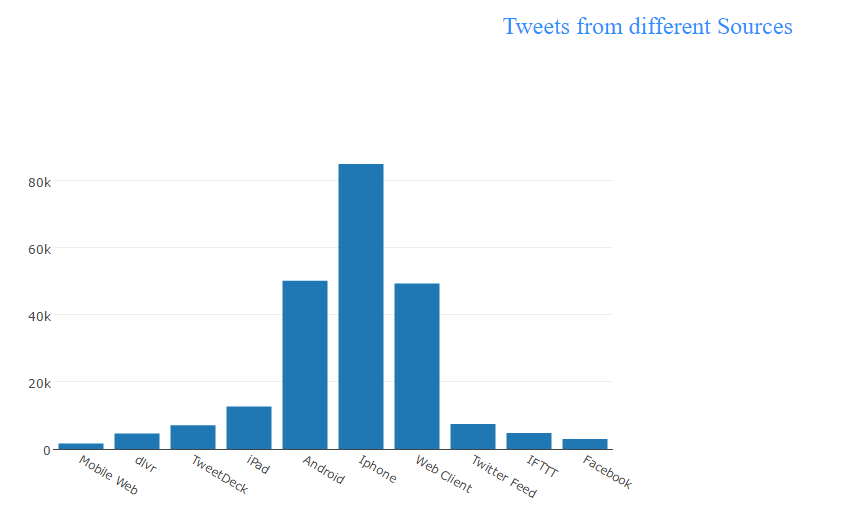 Tweets from different Sources
80k
60k
40k
20k
0
Mobile Web
dlvr
TweetDeck
iPad
Android
Iphone
Web Client
Twitter Feed
IFTTT
Facebook